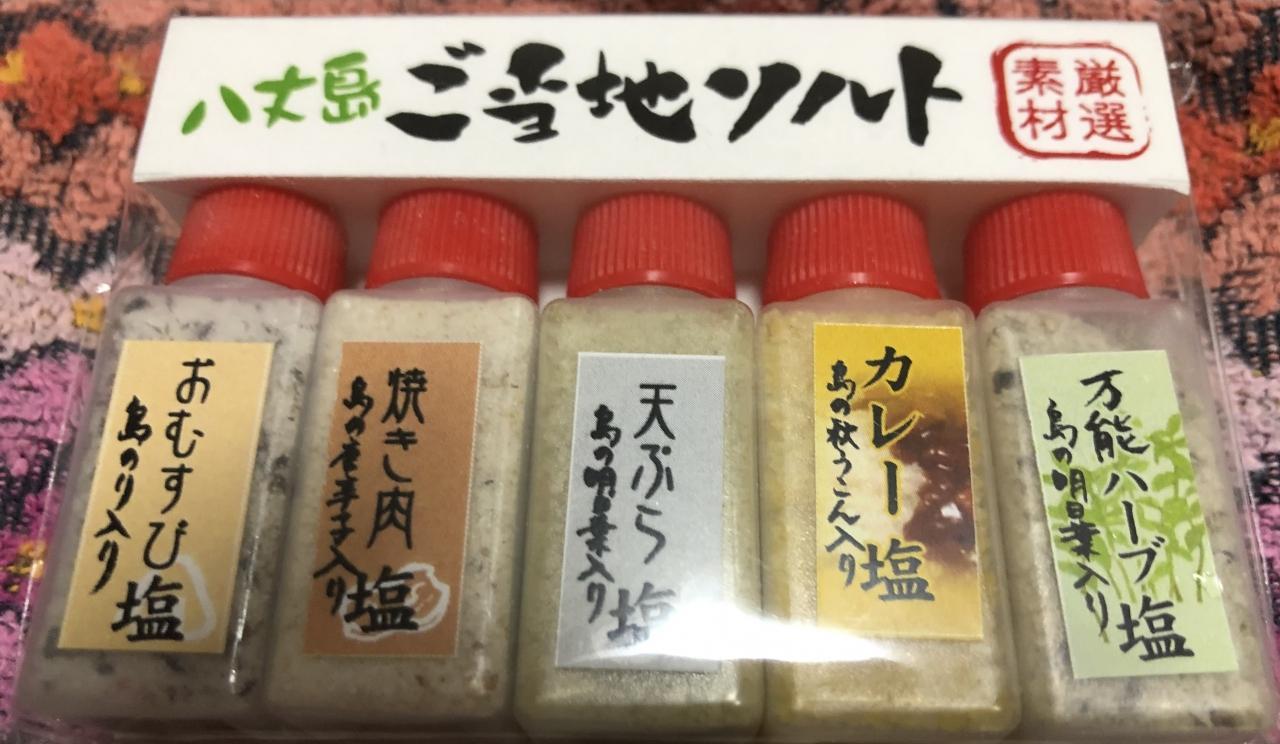 八丈島 ご当地ソルト
厳選
素材
おむすび塩
島のり入り
焼き肉塩
島の唐辛子入り
天ぷら塩
島の明日葉入り
カレー塩
島の秋うこん入り
万能ハーブ塩
島の明日葉入り